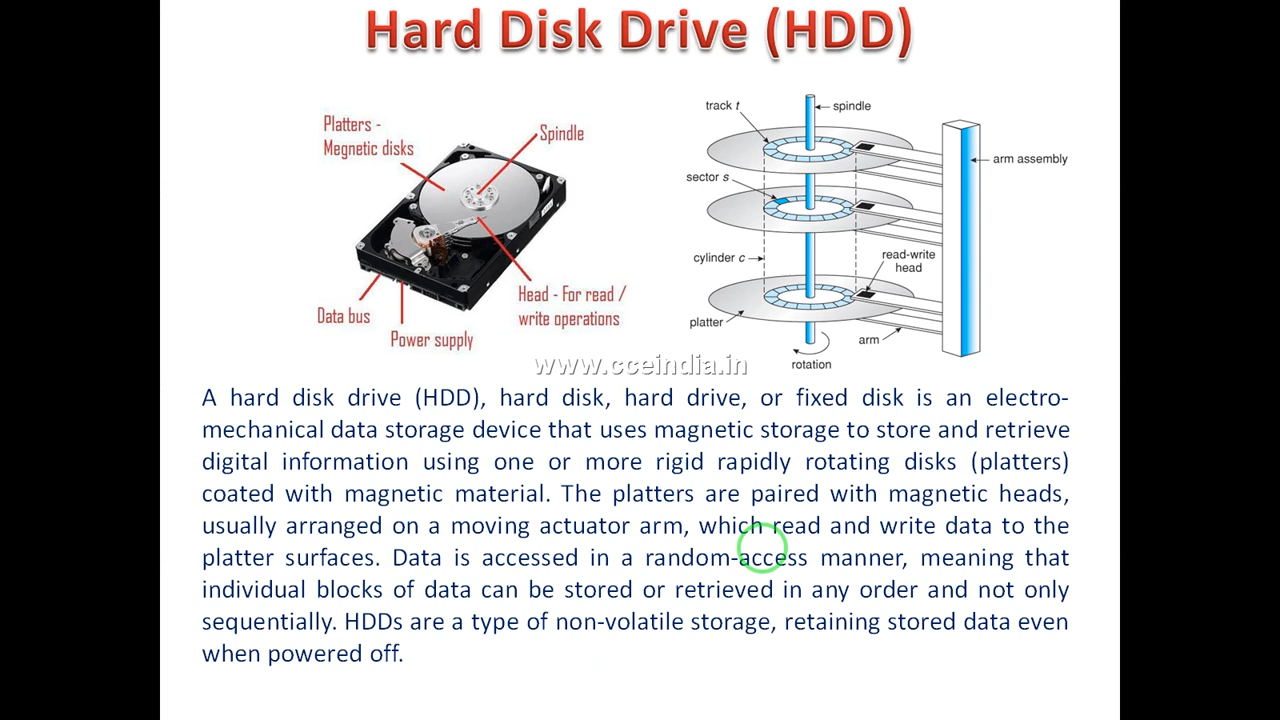 Hard Disk Drive (HDD)
Platters -
Megnetic disks
Spindle
Data bus
Power supply
Head - For read /
write operations
track t
spindle
arm assembly
sector s
cylinder c
read-write
head
platter
arm
rotation
www.cceindia.in
A hard disk drive (HDD), hard disk, hard drive, or fixed disk is an electro-
mechanical data storage device that uses magnetic storage to store and retrieve
digital information using one or more rigid rapidly rotating disks (platters)
coated with magnetic material. The platters are paired with magnetic heads,
usually arranged on a moving actuator arm, which read and write data to the
platter surfaces. Data is accessed in a random-access manner, meaning that
individual blocks of data can be stored or retrieved in any order and not only
sequentially. HDDs are a type of non-volatile storage, retaining stored data even
when powered off.